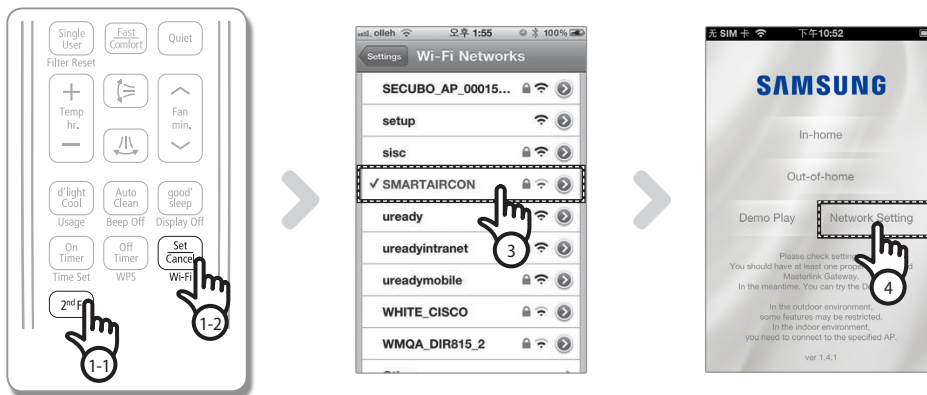 Single
User
Fast
Comfort
Quiet
Filter Reset
Temp
hr.
Fan
min.
d'light
Cool
Auto
Clean
good'
sleep
Usage
Beep Off
Display Off
On
Timer
Off
Timer
Set
Cancel
Time Set
WPS
Wi-Fi
2nd F
1-1
1-2
olleh
오후 1:55
100%
Settings
Wi-Fi Networks
SECUBO_AP_00015...
setup
sisc
✓ SMARTAIRCON
uready
3
ureadyintranet
ureadymobile
WHITE_CISCO
WMQA_DIR815_2
无 SIM 卡
下午10:52
SAMSUNG
In-home
Out-of-home
Demo Play
Network Setting
4
Please check setting
You should have at least one
Masterlink Gateway.
In the meantime, You can try the
In the outdoor environment,
some features may be restricted.
In the indoor environment,
you need to connect to the specified AP.
ver 1.4.1